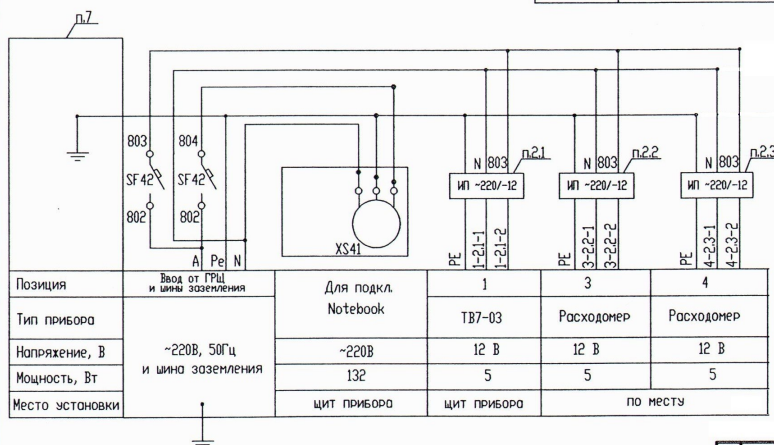 п.7
803
804
SF42
SF42
802
802
A
Pe
N
XS41
N 803
п.2.1
ИП ~220/-12
PE
1-2.1-1
1-2.1-2
N 803
п.2.2
ИП ~220/-12
PE
3-2.2-1
3-2.2-2
N 803
п.2.3
ИП ~220/-12
PE
4-2.3-1
4-2.3-2
Позиция
Ввод от ГРЩ
и шины заземления
Для подкл.
Notebook
1
3
4
Тип прибора
ТВ7-03
Расходомер
Расходомер
~220В, 50Гц
и шина заземления
Напряжение, В
~220В
12 В
12 В
12 В
Мощность, Вт
132
5
5
5
Место установки
щит прибора
щит прибора
по месту